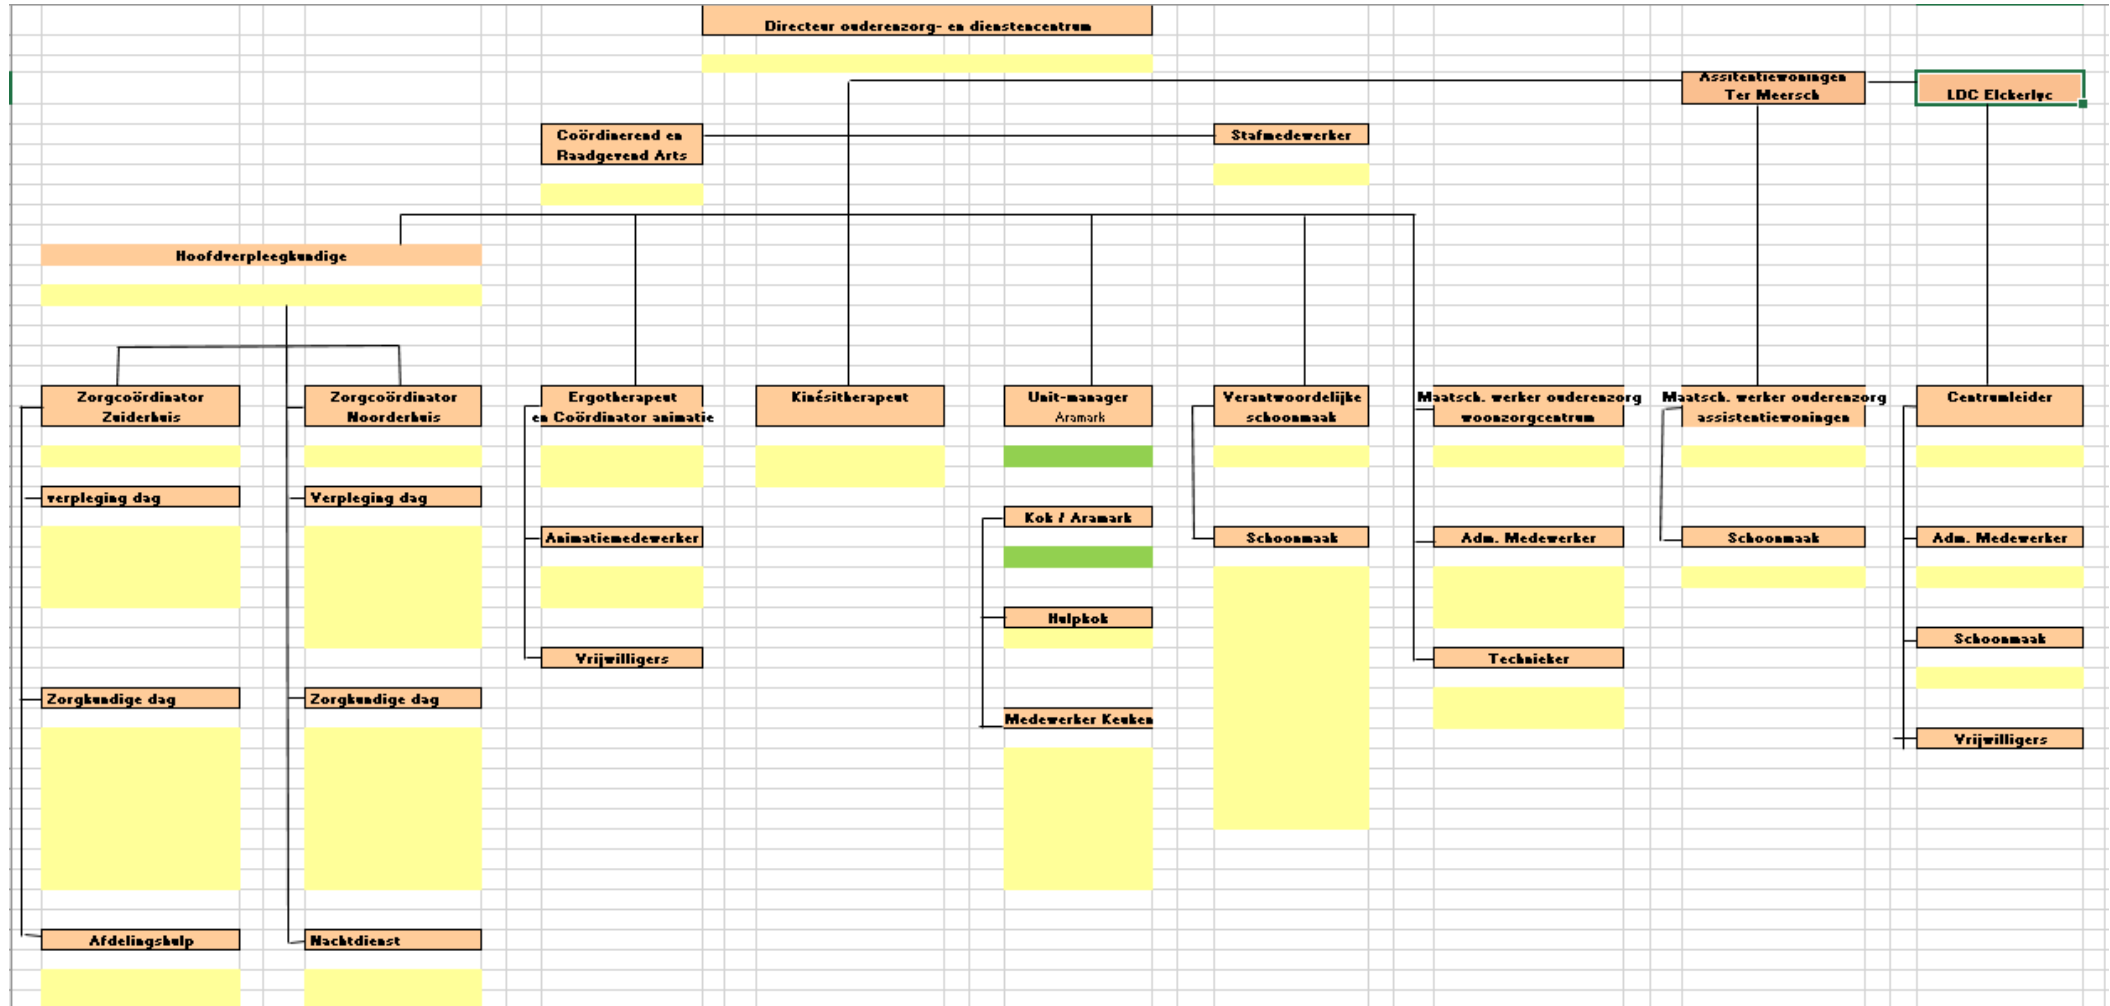 Directeur ouderenzorg- en dienstencentrum
Assitentiewoningen
Ter Meersch
LDC Elckerlyc
Coördinerend en
Raadgevend Arts
Stafmedewerker
Hoofdverpleegkundige
Zorgcoördinator
Zuiderhuis
Zorgcoördinator
Noorderhuis
Ergotherapeut
en Coördinator animatie
Kinésitherapeut
Unit-manager
Aramark
Verantwoordelijke
schoonmaak
Maatsch. werker ouderenzorg
woonzorgcentrum
Maatsch. werker ouderenzorg
assistentiewoningen
Centrumleider
verpleging dag
Verpleging dag
Kok / Aramark
Animatiemedewerker
Schoonmaak
Adm. Medewerker
Schoonmaak
Adm. Medewerker
Hulpkok
Schoonmaak
Vrijwilligers
Technieker
Zorgkundige dag
Zorgkundige dag
Medewerker Keuken
Vrijwilligers
Afdelingshulp
Nachtdienst